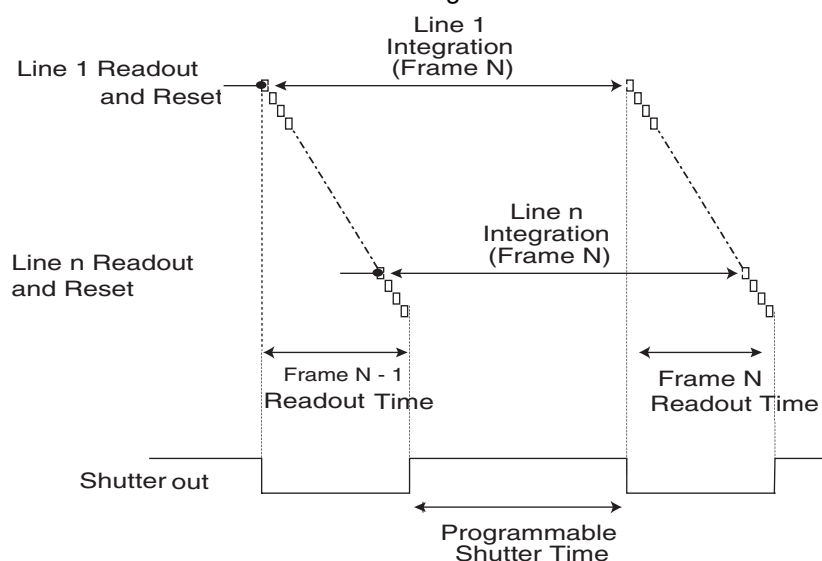 Line 1
Integration
(Frame N)
Line 1 Readout
and Reset
Line n
Integration
(Frame N)
Line n Readout
and Reset
Frame N - 1
Readout Time
Frame N
Readout Time
Shutter out
Programmable
Shutter Time